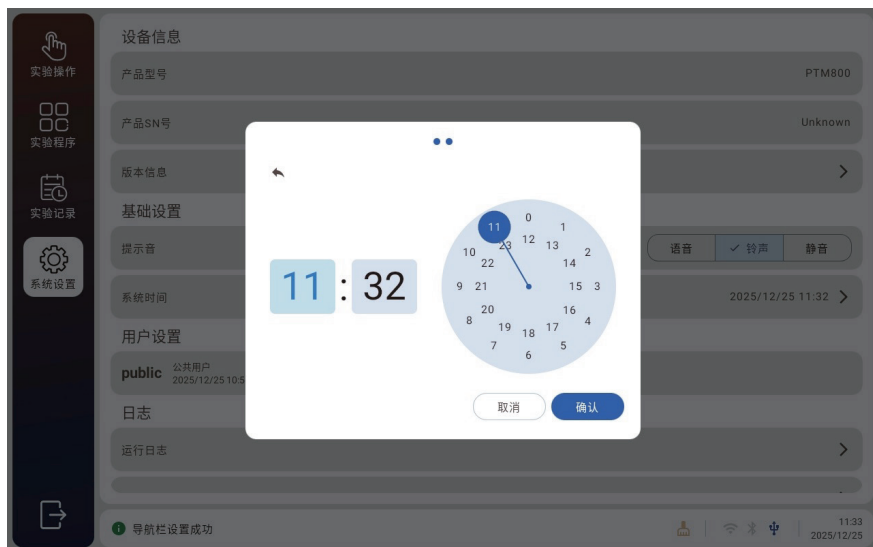 实验操作
实验程序
实验记录
系统设置
设备信息
产品型号 PTM800
产品SN号 Unknown
版本信息
基础设置
提示音 语音 铃声 静音
系统时间 2025/12/25 11:32
用户设置
public 公共用户
2025/12/25 10:5
日志
运行日志
11 : 32
0
1
2
3
4
5
6
7
8
9
10
11
12
13
14
15
16
17
18
19
20
21
22
23
取消 确认
导航栏设置成功
11:33
2025/12/25